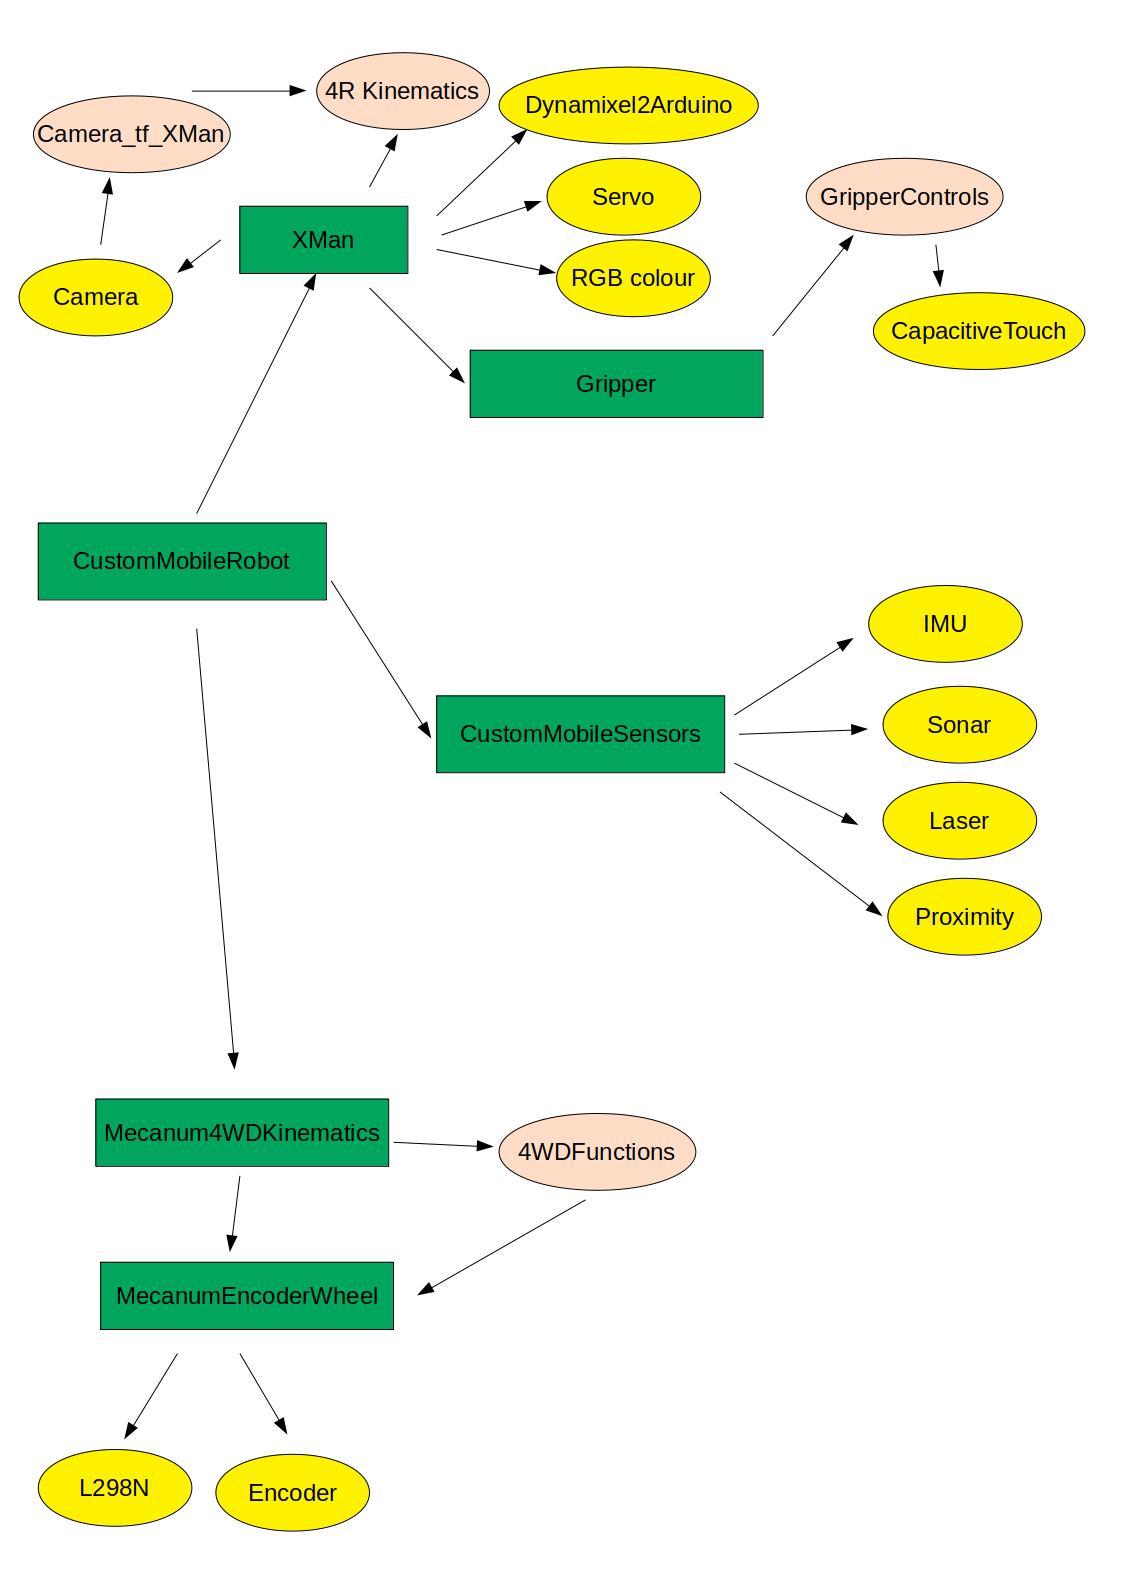 4R Kinematics
Dynamixel2Arduino
Camera_tf_XMan
Servo
GripperControls
XMan
RGB colour
Camera
CapacitiveTouch
Gripper
CustomMobileRobot
IMU
Sonar
CustomMobileSensors
Laser
Proximity
Mecanum4WDKinematics
4WDFunctions
MecanumEncoderWheel
L298N
Encoder